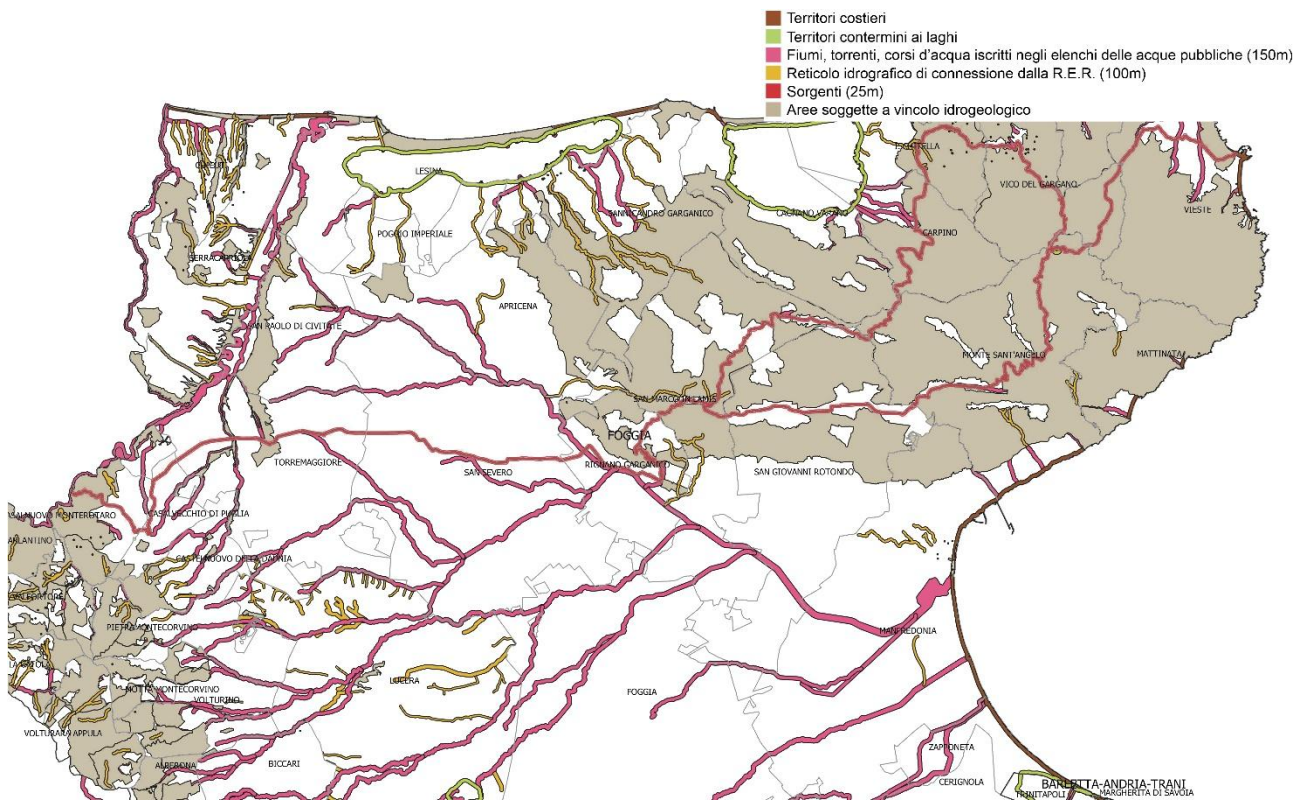 Territori costieri
Territori contermini ai laghi
Fiumi, torrenti, corsi d'acqua iscritti negli elenchi delle acque pubbliche (150m)
Reticolo idrografico di connessione dalla R.E.R. (100m)
Sorgenti (25m)
Aree soggette a vincolo idrogeologico
ISCHITELLA
CHIEUTI
LESINA
VICO DEL GARGANO
SANNICANDRO GARGANICO
CAGNANO VARANO
VIESTE
POGGIO IMPERIALE
CARPINO
SERRACAPRIOLA
APRICENA
SAN PAOLO DI CIVITATE
MONTE SANT'ANGELO
MATTINATA
SAN MARCO IN LAMIS
FOGGIA
TORREMAGGIORE
SAN SEVERO
RIGNANO GARGANICO
SAN GIOVANNI ROTONDO
CASALNUOVO MONTEROTARO
CASALVECCHIO DI PUGLIA
CARLANTINO
CASTELNUOVO DELLA DAUNIA
PIETRAMONTECORVINO
MANFREDONIA
LUCERA
MOTTA MONTECORVINO
FOGGIA
VOLTURINO
VOLTURARA APPULA
ZAPPONETA
ALBERONA
BICCARI
CERIGNOLA
BARLETTA-ANDRIA-TRANI
TRINITAPOLI
MARGHERITA DI SAVOIA